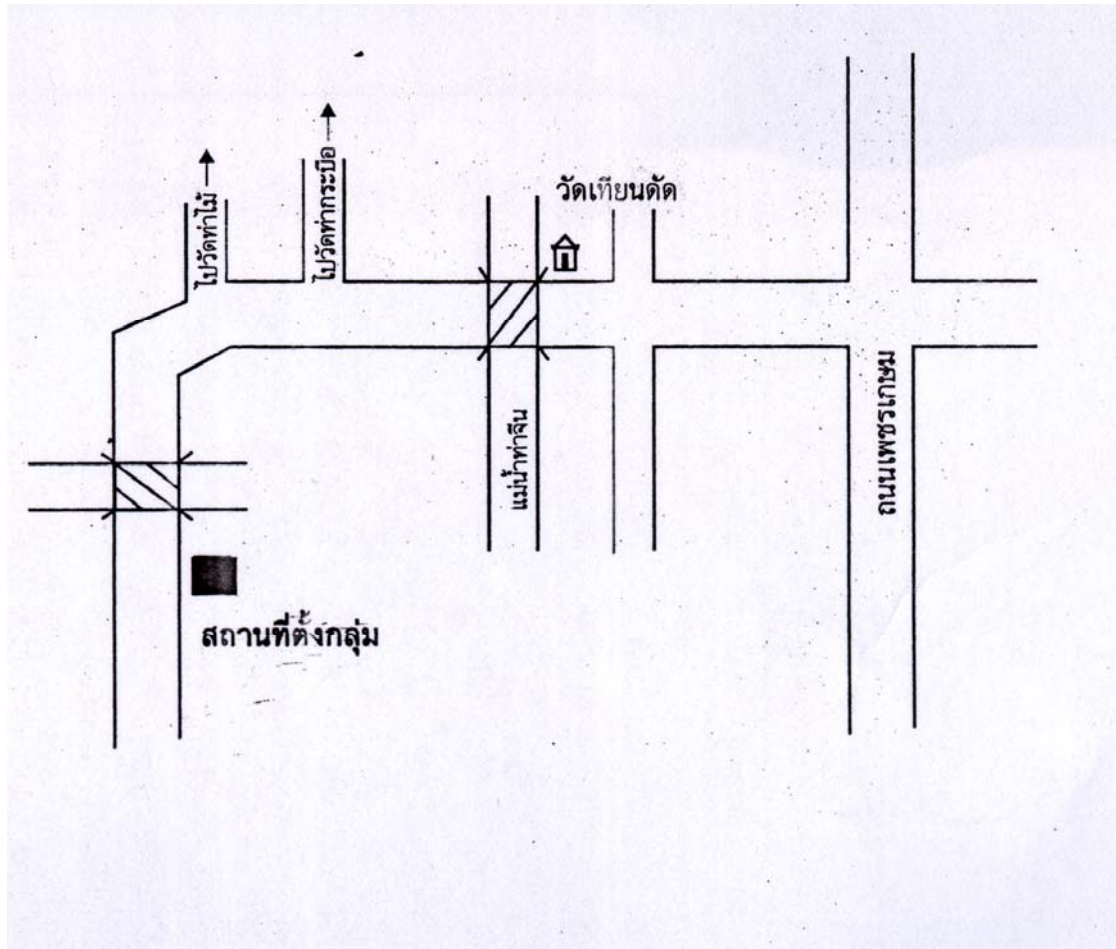 ไปวัดท่าไม้
ไปวัดท่ากระบือ
วัดเทียนดัด
แม่น้ำท่าจีน
ถนนเพชรเกษม
สถานที่ตั้งกลุ่ม